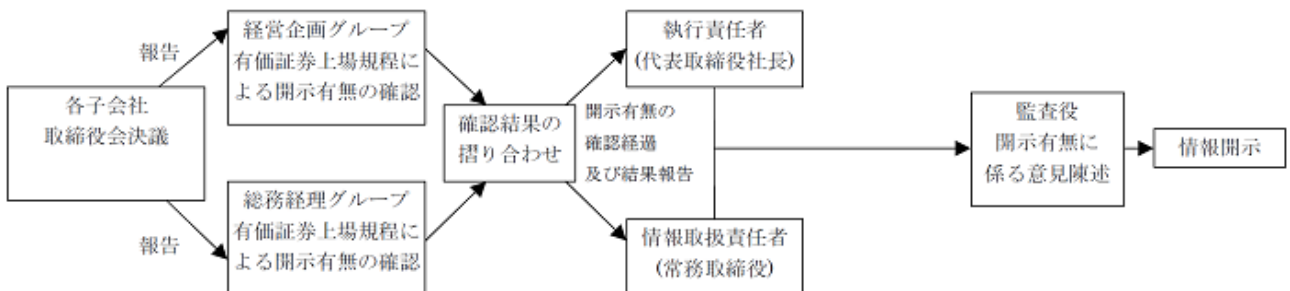 報告
各子会社
取締役会決議
報告
経営企画グループ
有価証券上場規程に
よる開示有無の確認
総務経理グループ
有価証券上場規程に
よる開示有無の確認
確認結果の
摺り合わせ
開示有無の
確認経過
及び結果報告
執行責任者
(代表取締役社長)
情報取扱責任者
(常務取締役)
監査役
開示有無に
係る意見陳述
情報開示